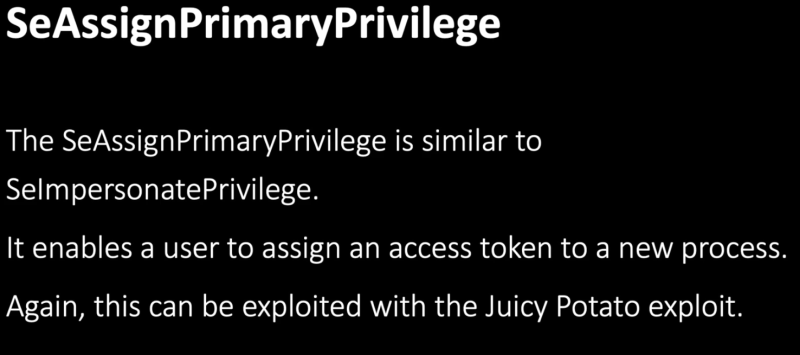 SeAssignPrimaryPrivilege
The SeAssignPrimaryPrivilege is similar to
SeImpersonatePrivilege.
It enables a user to assign an access token to a new process.
Again, this can be exploited with the Juicy Potato exploit.